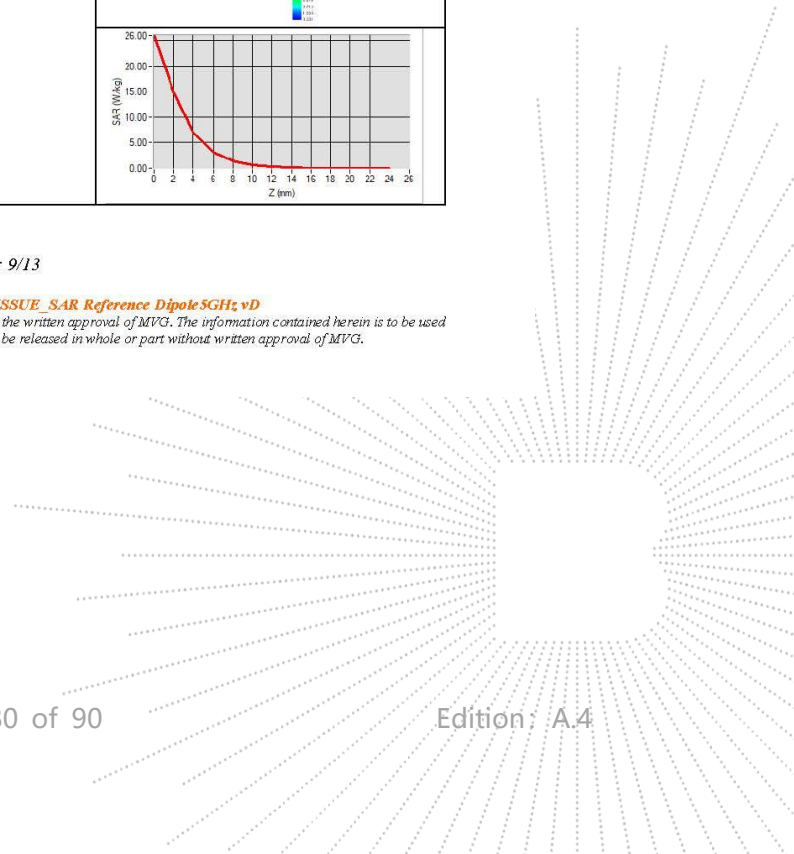 26.00
20.00
15.00
10.00
5.00
0.00
SAR (W/kg)
0 2 4 6 8 10 12 14 16 18 20 22 24 26
Z (mm)
: 9/13
SSUE_SAR Reference Dipole5GHz vD
the written approval of MVG. The information contained herein is to be used
be released in whole or part without written approval of MVG.
0 of 90
Edition: A.4